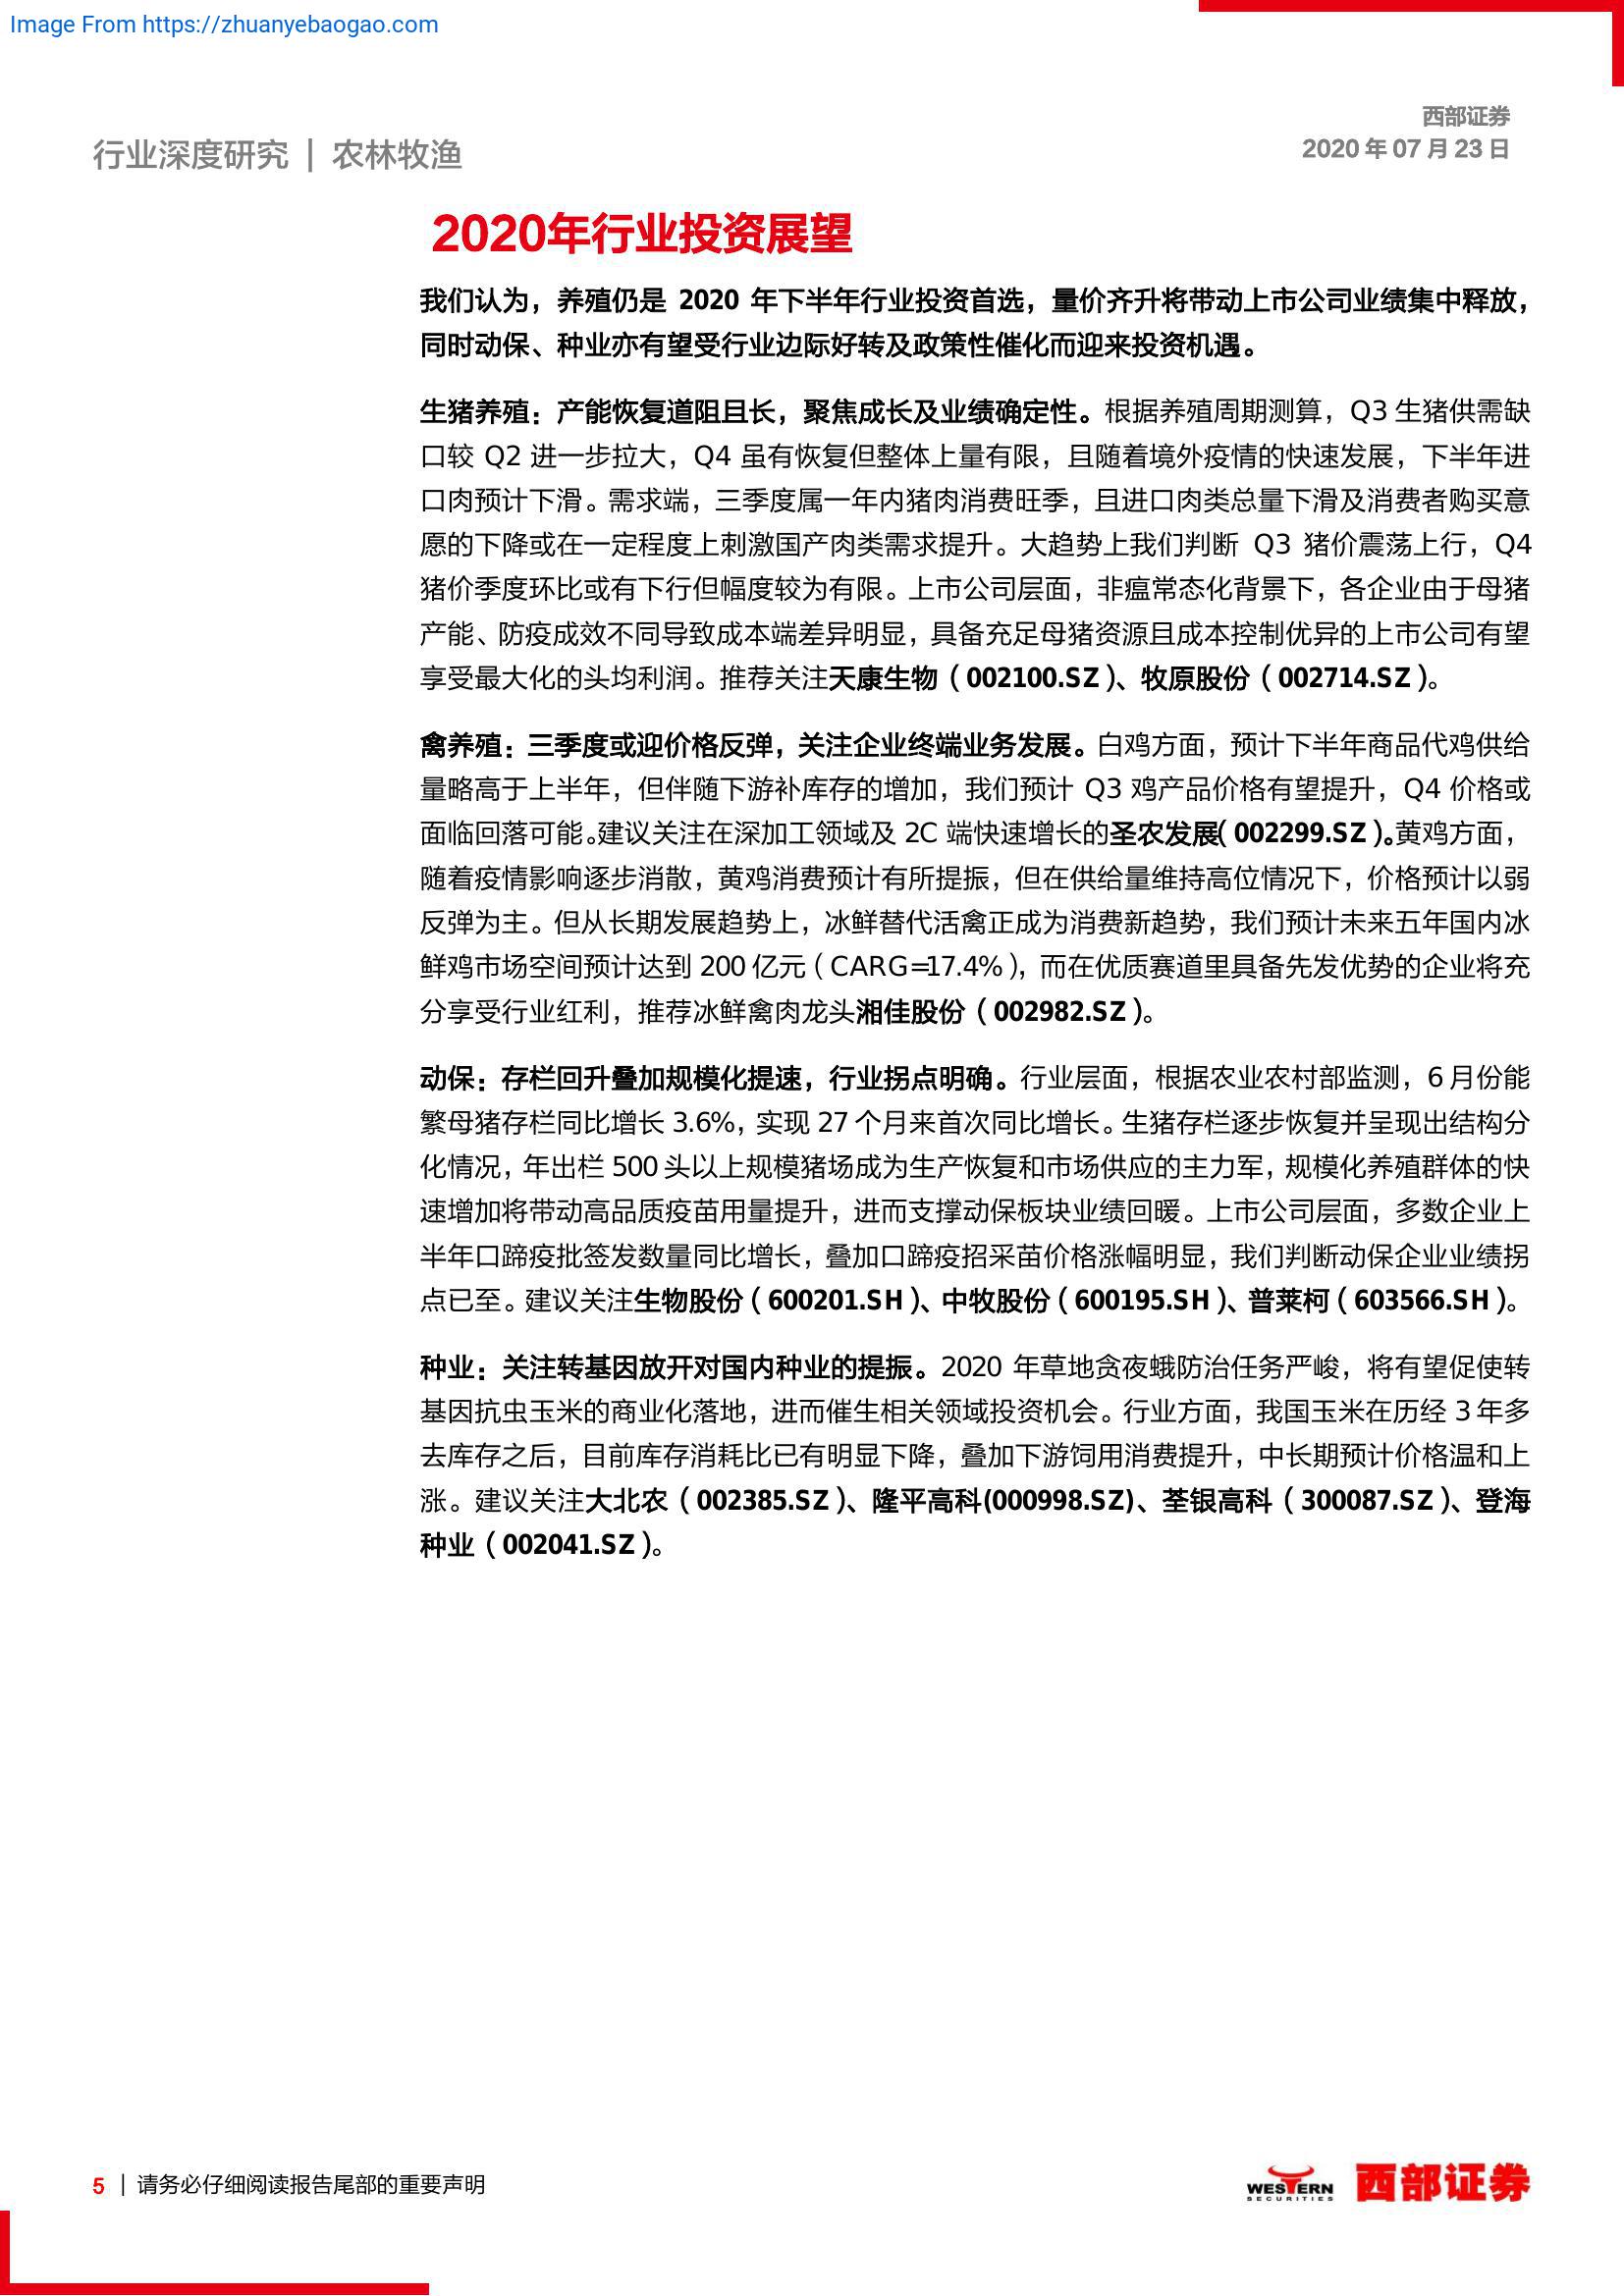 Image From https://zhuanyebaogao.com
西部证券
2020 年 07 月 23 日
行业深度研究 | 农林牧渔
2020年行业投资展望
我们认为，养殖仍是 2020 年下半年行业投资首选，量价齐升将带动上市公司业绩集中释放，
同时动保、种业亦有望受行业边际好转及政策性催化而迎来投资机遇。
生猪养殖：产能恢复道阻且长，聚焦成长及业绩确定性。根据养殖周期测算，Q3 生猪供需缺
口较 Q2 进一步拉大，Q4 虽有恢复但整体上量有限，且随着境外疫情的快速发展，下半年进
口肉预计下滑。需求端，三季度属一年内猪肉消费旺季，且进口肉类总量下滑及消费者购买意
愿的下降或在一定程度上刺激国产肉类需求提升。大趋势上我们判断 Q3 猪价震荡上行，Q4
猪价季度环比或有下行但幅度较为有限。上市公司层面，非瘟常态化背景下，各企业由于母猪
产能、防疫成效不同导致成本端差异明显，具备充足母猪资源且成本控制优异的上市公司有望
享受最大化的头均利润。推荐关注天康生物（002100.SZ）、牧原股份（002714.SZ）。
禽养殖：三季度或迎价格反弹，关注企业终端业务发展。白鸡方面，预计下半年商品代鸡供给
量略高于上半年，但伴随下游补库存的增加，我们预计 Q3 鸡产品价格有望提升，Q4 价格或
面临回落可能。建议关注在深加工领域及 2C 端快速增长的圣农发展（002299.SZ）。黄鸡方面，
随着疫情影响逐步消散，黄鸡消费预计有所提振，但在供给量维持高位情况下，价格预计以弱
反弹为主。但从长期发展趋势上，冰鲜替代活禽正成为消费新趋势，我们预计未来五年国内冰
鲜鸡市场空间预计达到 200 亿元（CARG=17.4%），而在优质赛道里具备先发优势的企业将充
分享受行业红利，推荐冰鲜禽肉龙头湘佳股份（002982.SZ）。
动保：存栏回升叠加规模化提速，行业拐点明确。行业层面，根据农业农村部监测，6 月份能
繁母猪存栏同比增长 3.6%，实现 27 个月来首次同比增长。生猪存栏逐步恢复并呈现出结构分
化情况，年出栏 500 头以上规模猪场成为生产恢复和市场供应的主力军，规模化养殖群体的快
速增加将带动高品质疫苗用量提升，进而支撑动保板块业绩回暖。上市公司层面，多数企业上
半年口蹄疫批签发数量同比增长，叠加口蹄疫招采苗价格涨幅明显，我们判断动保企业业绩拐
点已至。建议关注生物股份（600201.SH）、中牧股份（600195.SH）、普莱柯（603566.SH）。
种业：关注转基因放开对国内种业的提振。2020 年草地贪夜蛾防治任务严峻，将有望促使转
基因抗虫玉米的商业化落地，进而催生相关领域投资机会。行业方面，我国玉米在历经 3 年多
去库存之后，目前库存消耗比已有明显下降，叠加下游饲用消费提升，中长期预计价格温和上
涨。建议关注大北农（002385.SZ）、隆平高科(000998.SZ)、荃银高科（300087.SZ）、登海
种业（002041.SZ）。
5 | 请务必仔细阅读报告尾部的重要声明
WESTERN
SECURITIES
西部证券